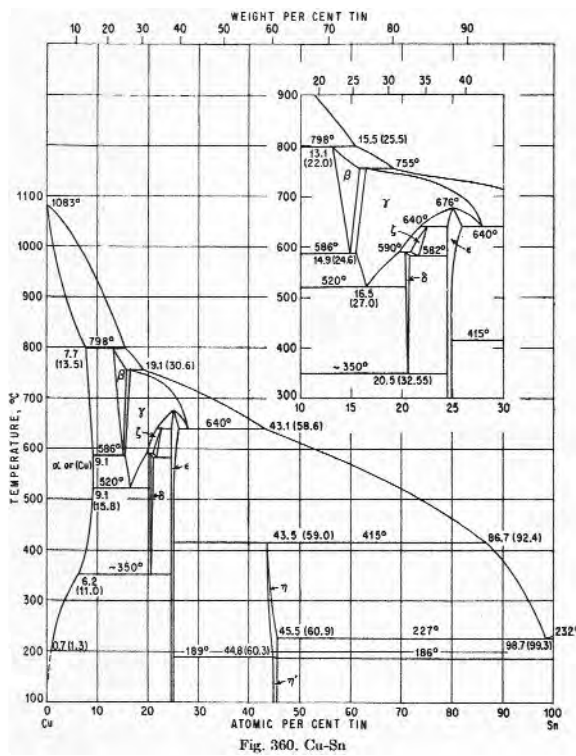 WEIGHT PER CENT TIN
10 20 30 40 50 60 70 80 90
20 25 30 35 40
900
798° 15.5 (25.5)
800
13.1
(22.0)
755°
β
700
γ
676°
640°
ζ
600
586°
14.9 (24.6)
590°
582°
ϵ
640°
520°
500
16.5
(27.0)
δ
415°
400
~350°
300
20.5 (32.55)
10 15 20 25 30
TEMPERATURE, °C
1100
1083°
1000
900
800
798°
7.7
(13.5)
19.1 (30.6)
β
700
γ
ζ
640°
43.1 (58.6)
600
586°
α or (Cu)
9.1
ϵ
520°
500
9.1
(15.8)
δ
43.5 (59.0) 415°
86.7 (92.4)
400
~350°
6.2
(11.0)
η
300
45.5 (60.9) 227°
232°
0.7 (1.3)
200
189° 44.8 (60.3) 186°
98.7 (99.3)
η'
100
0 10 20 30 40 50 60 70 80 90 100
Cu ATOMIC PER CENT TIN Sn
Fig. 360. Cu-Sn